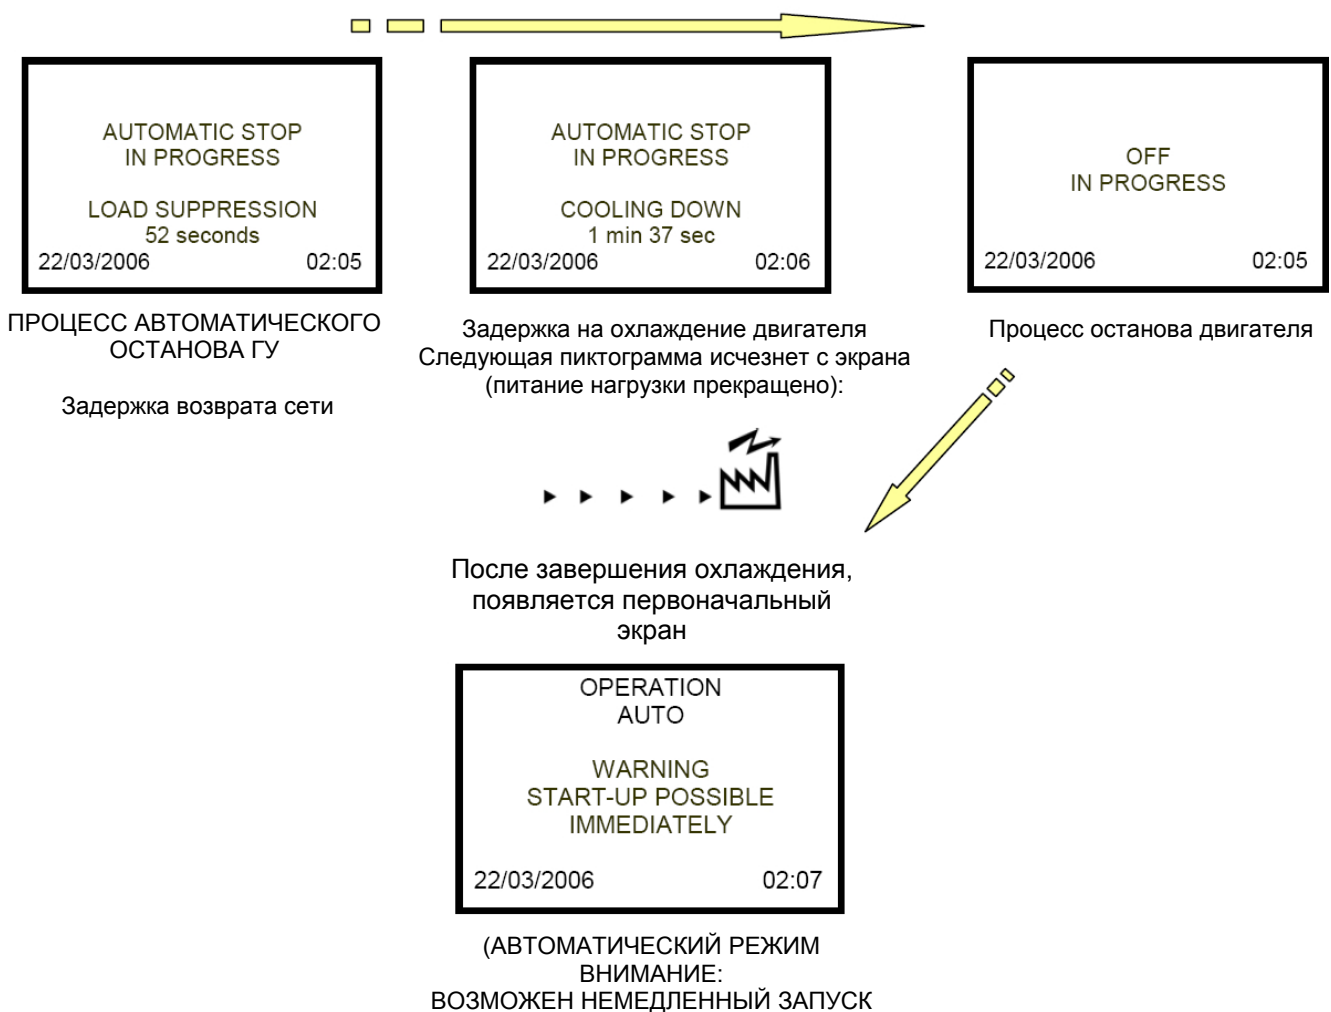 AUTOMATIC STOP
IN PROGRESS
LOAD SUPPRESSION
52 seconds
22/03/2006 02:05
ПРОЦЕСС АВТОМАТИЧЕСКОГО
ОСТАНОВА ГУ
Задержка возврата сети
AUTOMATIC STOP
IN PROGRESS
COOLING DOWN
1 min 37 sec
22/03/2006 02:06
Задержка на охлаждение двигателя
Следующая пиктограмма исчезнет с экрана
(питание нагрузки прекращено):
OFF
IN PROGRESS
22/03/2006 02:05
Процесс останова двигателя
После завершения охлаждения,
появляется первоначальный
экран
OPERATION
AUTO
WARNING
START-UP POSSIBLE
IMMEDIATELY
22/03/2006 02:07
(АВТОМАТИЧЕСКИЙ РЕЖИМ
ВНИМАНИЕ:
ВОЗМОЖЕН НЕМЕДЛЕННЫЙ ЗАПУСК